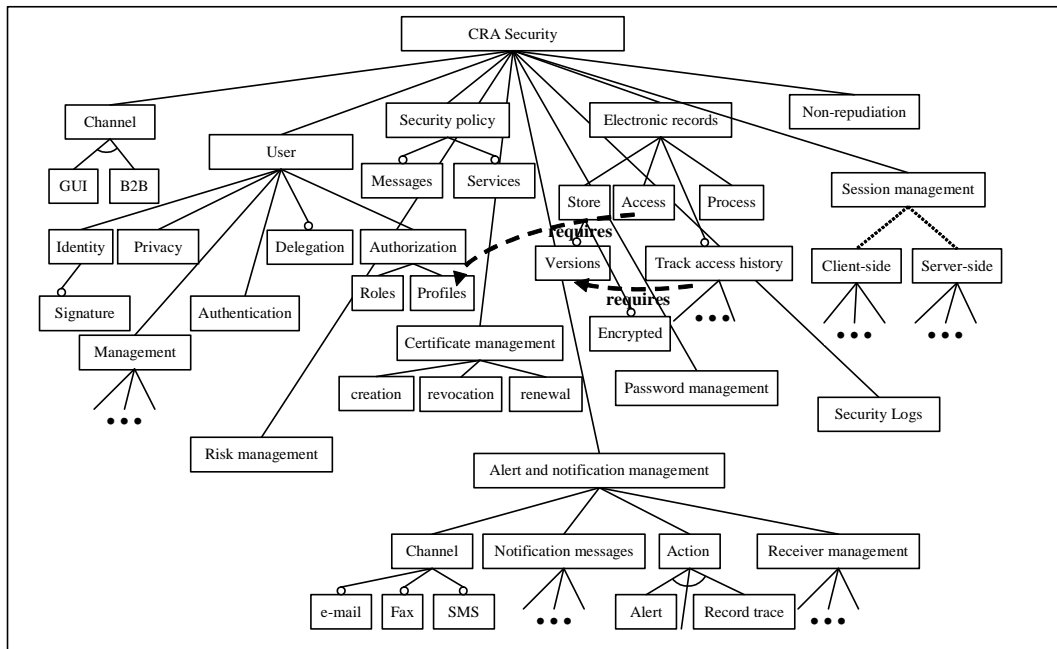 CRA Security
Channel
Security policy
Electronic records
Non-repudiation
User
GUI
B2B
Messages
Services
Session management
Store
Access
Process
Identity
Privacy
Delegation
Authorization
requires
Versions
Track access history
Client-side
Server-side
Roles
Profiles
requires
Signature
Authentication
Encrypted
Management
Certificate management
creation
revocation
renewal
Password management
Security Logs
Risk management
Alert and notification management
Channel
Notification messages
Action
Receiver management
e-mail
Fax
SMS
Alert
Record trace